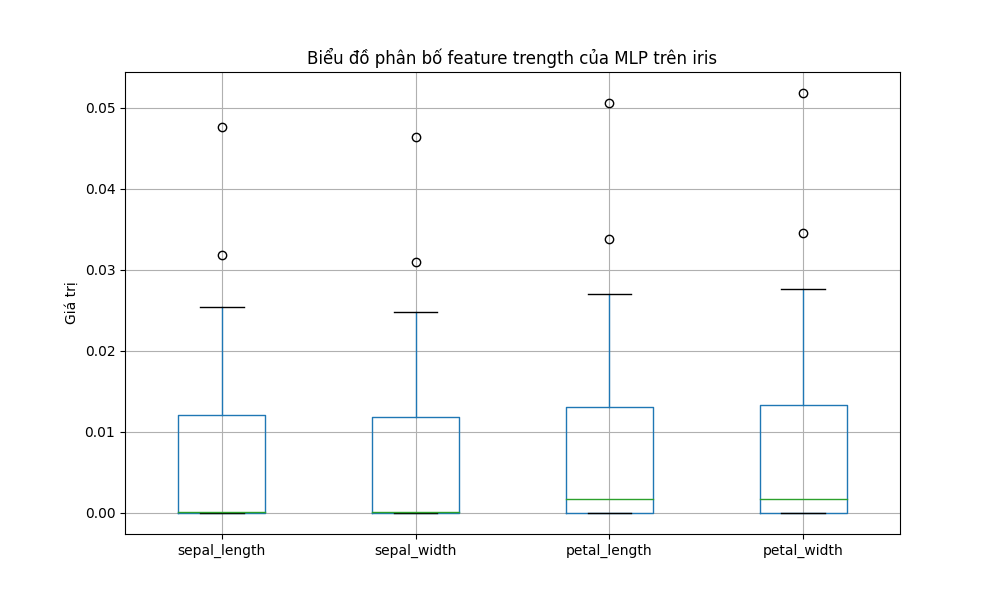 Biểu đồ phân bố feature trength của MLP trên iris
Giá trị
0.05
0.04
0.03
0.02
0.01
0.00
sepal_length sepal_width petal_length petal_width